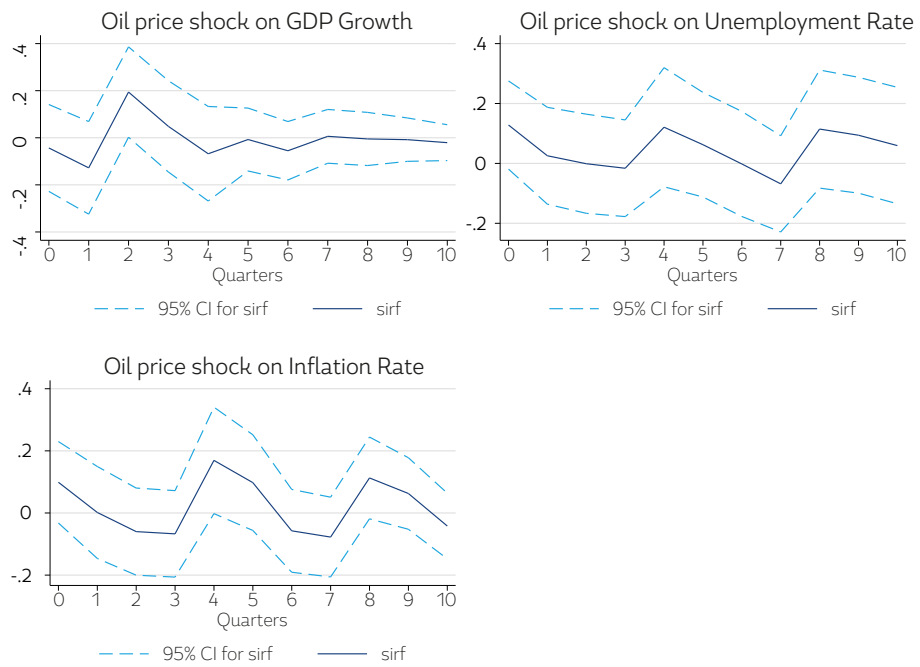 Oil price shock on GDP Growth
.4
.2
0
-.2
-.4
0 1 2 3 4 5 6 7 8 9 10
Quarters
95% CI for sirf sirf
Oil price shock on Unemployment Rate
.4
.2
0
-.2
0 1 2 3 4 5 6 7 8 9 10
Quarters
95% CI for sirf sirf
Oil price shock on Inflation Rate
.4
.2
0
-.2
0 1 2 3 4 5 6 7 8 9 10
Quarters
95% CI for sirf sirf